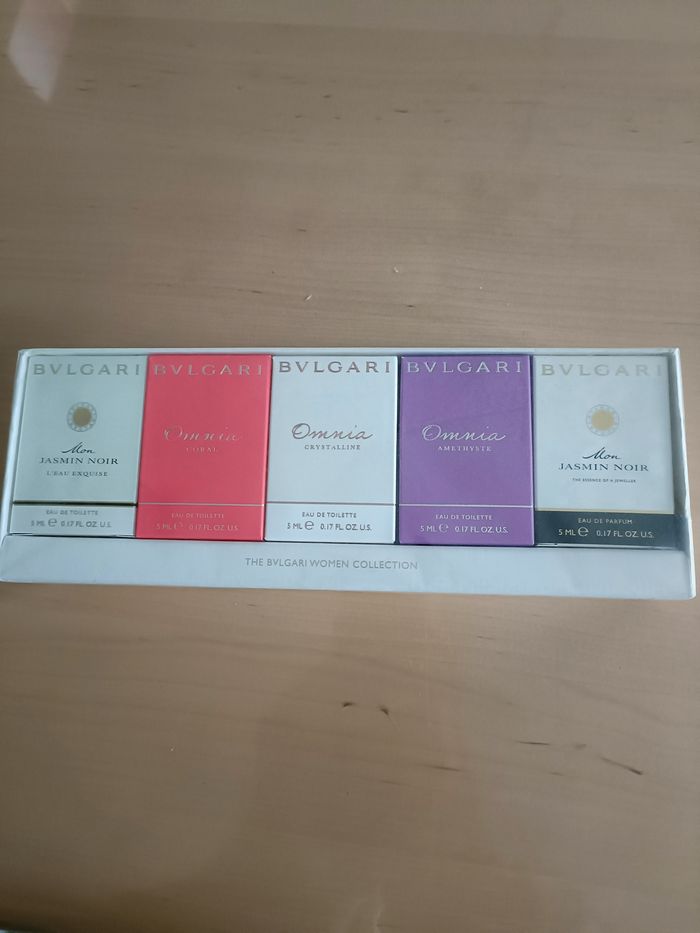 BVLGARI
Mon
JASMIN NOIR
L'EAU EXQUISE
EAU DE TOILETTE
5 ML e 0.17 FL. OZ. U.S.
BVLGARI
Omnia
CORAL
EAU DE TOILETTE
5 ML e 0.17 FL. OZ. U.S.
BVLGARI
Omnia
CRYSTALLINE
EAU DE TOILETTE
5 ML e 0.17 FL. OZ. U.S.
BVLGARI
Omnia
AMETHYSTE
EAU DE TOILETTE
5 ML e 0.17 FL. OZ. U.S.
BVLGARI
Mon
JASMIN NOIR
THE ESSENCE OF A JEWELLER
EAU DE PARFUM
5 ML e 0.17 FL. OZ. U.S.
THE BVLGARI WOMEN COLLECTION